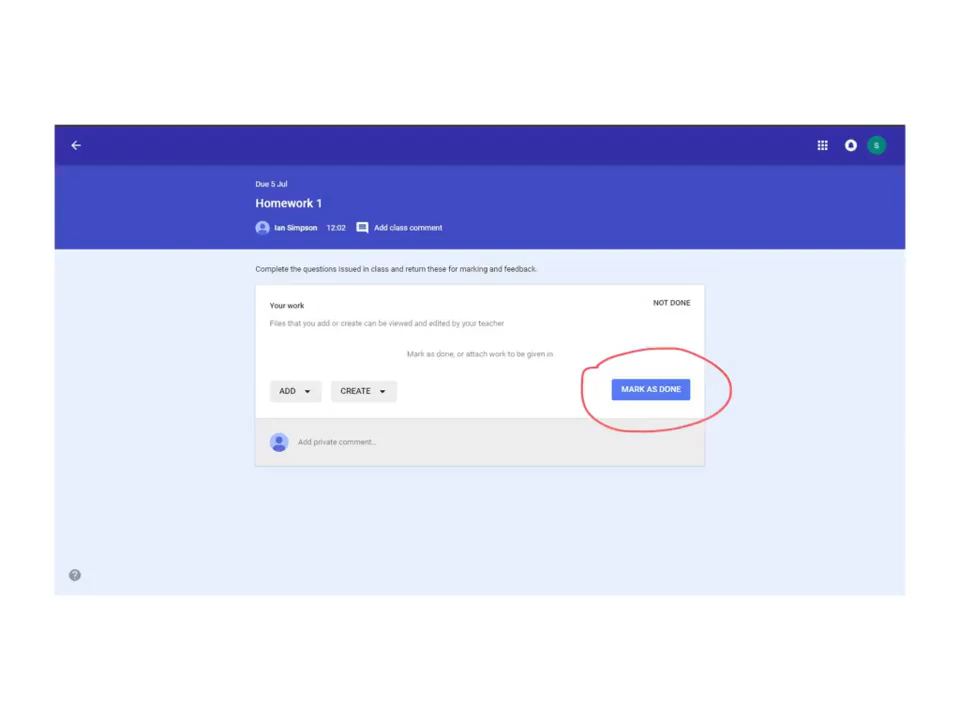 S
Due 5 Jul
Homework 1
Ian Simpson 12:02 Add class comment
Complete the questions issued in class and return these for marking and feedback.
Your work NOT DONE
Files that you add or create can be viewed and edited by your teacher
Mark as done, or attach work to be given in
ADD CREATE MARK AS DONE
Add private comment...
?